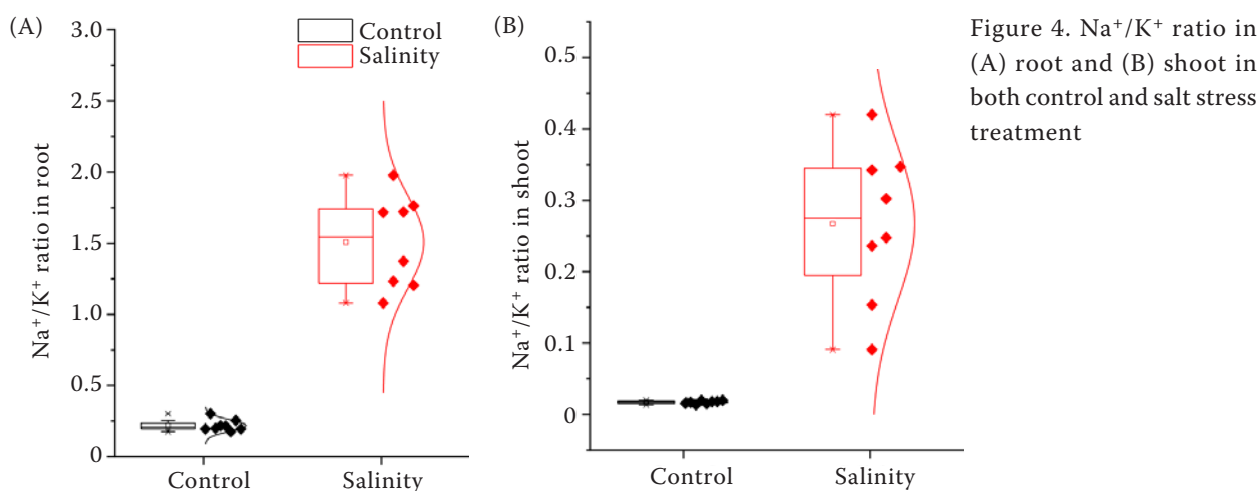 (A)
Na⁺/K⁺ ratio in root
3.0
2.5
2.0
1.5
1.0
0.5
0
Control
Salinity
Control
Salinity
(B)
Na⁺/K⁺ ratio in shoot
0.5
0.4
0.3
0.2
0.1
0
Control
Salinity
Figure 4. Na⁺/K⁺ ratio in
(A) root and (B) shoot in
both control and salt stress
treatment